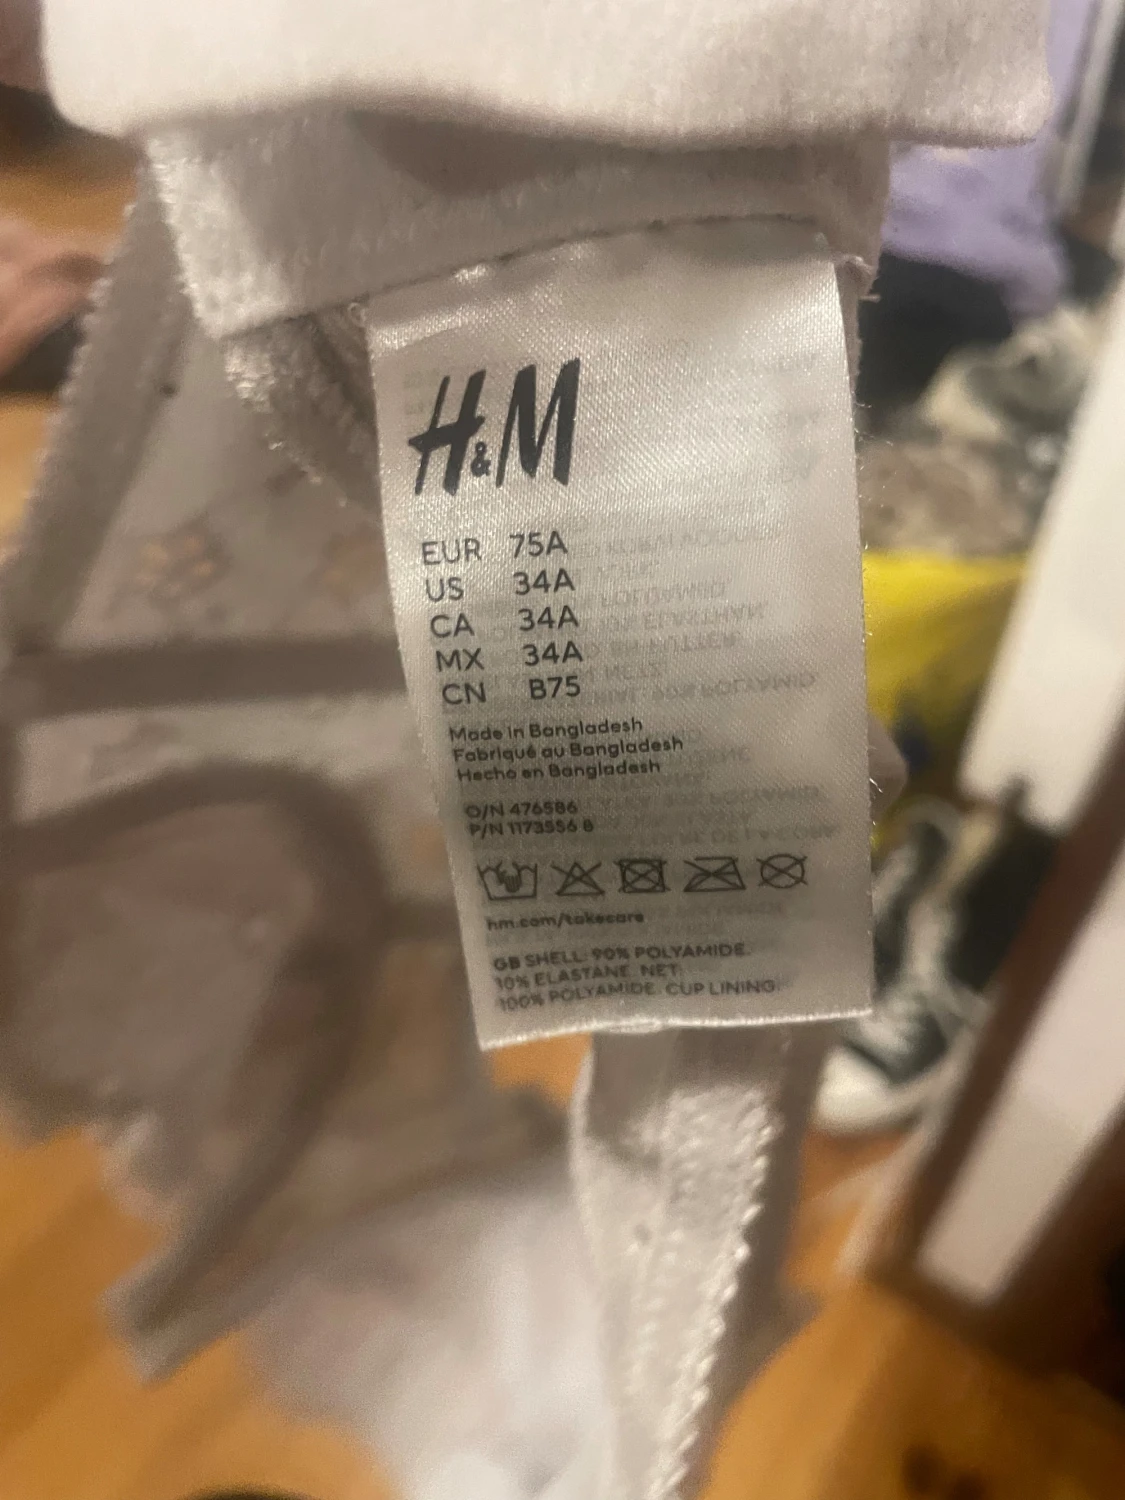 H&M
EUR 75A
US 34A
CA 34A
MX 34A
CN B75
Made in Bangladesh
Fabriqué au Bangladesh
Hecho en Bangladesh
O/N 476586
P/N 1173556 8
hm.com/takecare
GB SHELL: 90% POLYAMIDE.
10% ELASTANE. NET:
100% POLYAMIDE. CUP LINING: